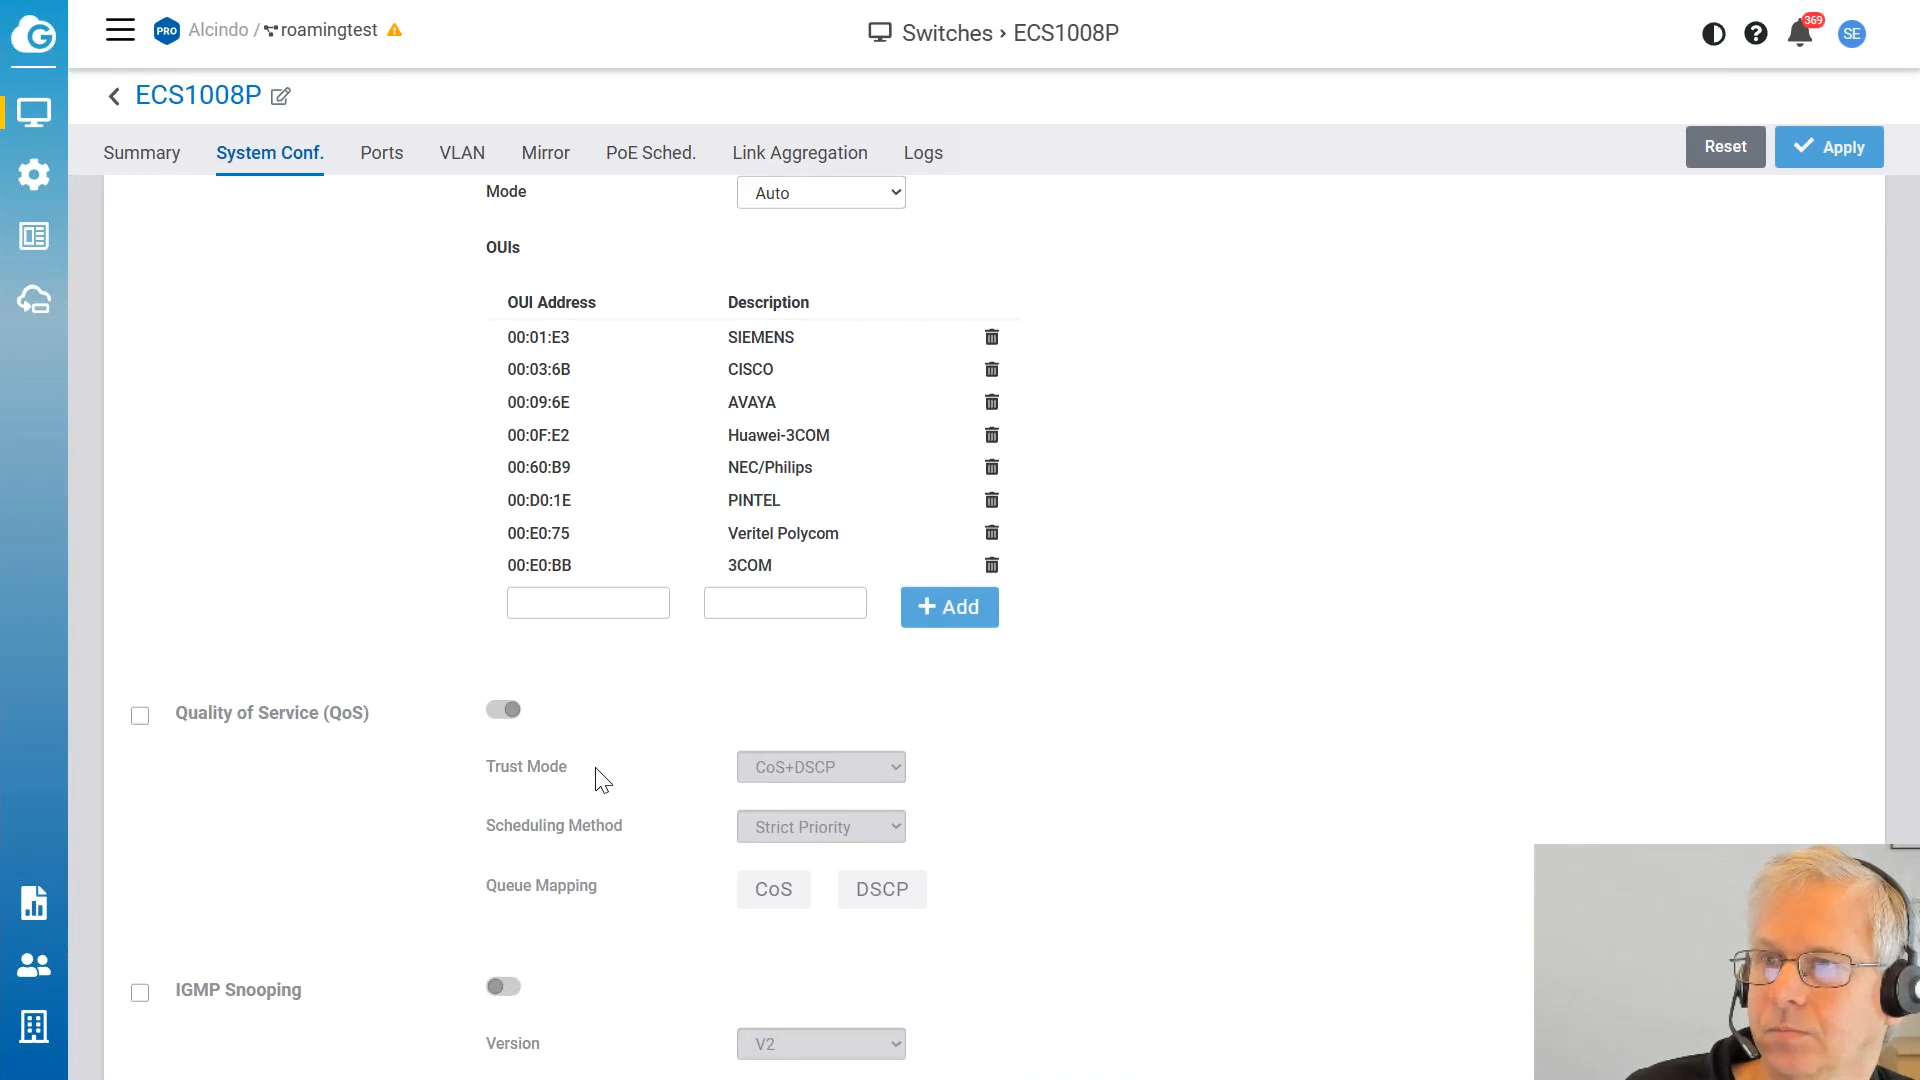 PRO Alcindo / roamingtest
Switches › ECS1008P
369
SE
ECS1008P
Summary System Conf. Ports VLAN Mirror PoE Sched. Link Aggregation Logs
Reset Apply
Mode Auto
OUIs
OUI Address Description
00:01:E3 SIEMENS
00:03:6B CISCO
00:09:6E AVAYA
00:0F:E2 Huawei-3COM
00:60:B9 NEC/Philips
00:D0:1E PINTEL
00:E0:75 Veritel Polycom
00:E0:BB 3COM
+ Add
Quality of Service (QoS)
Trust Mode CoS+DSCP
Scheduling Method Strict Priority
Queue Mapping CoS DSCP
IGMP Snooping
Version V2